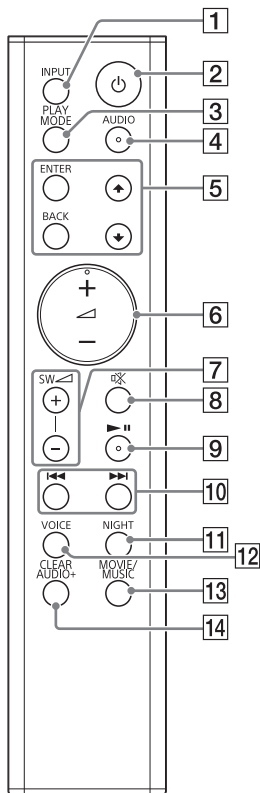 1
INPUT
2
PLAY
MODE
3
AUDIO
4
ENTER
5
BACK
+
6
−
7
SW
+
8
−
9
10
VOICE
NIGHT
11
12
CLEAR
AUDIO+
MOVIE/
MUSIC
13
14